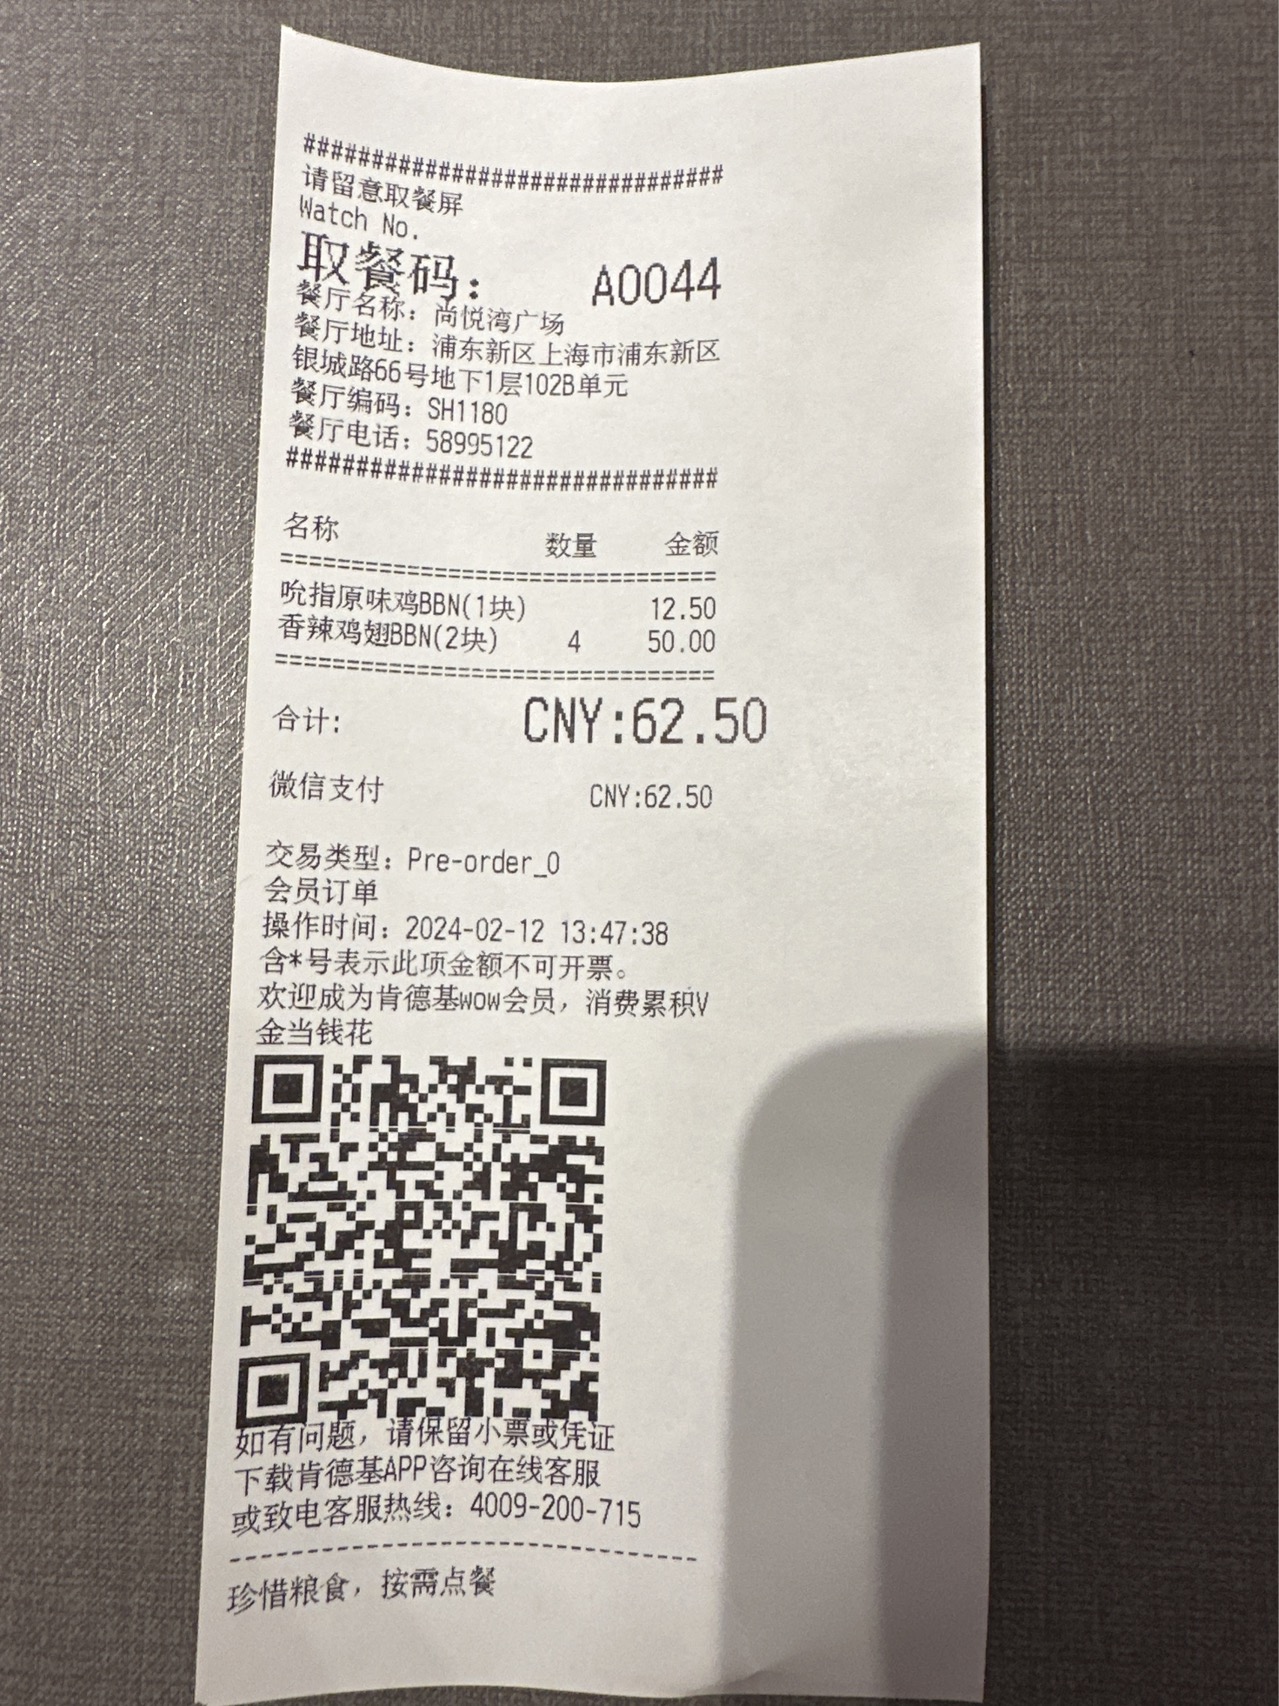 ################################
请留意取餐屏
Watch No.
取餐码： A0044
餐厅名称：尚悦湾广场
餐厅地址：浦东新区上海市浦东新区
银城路66号地下1层102B单元
餐厅编码：SH1180
餐厅电话：58995122
################################
名称 数量 金额
================================
吮指原味鸡BBN(1块) 12.50
香辣鸡翅BBN(2块) 4 50.00
================================
合计: CNY:62.50
微信支付 CNY:62.50
交易类型：Pre-order_0
会员订单
操作时间：2024-02-12 13:47:38
含*号表示此项金额不可开票。
欢迎成为肯德基wow会员，消费累积V
金当钱花
如有问题，请保留小票或凭证
下载肯德基APP咨询在线客服
或致电客服热线：4009-200-715
----------------------------------
珍惜粮食，按需点餐